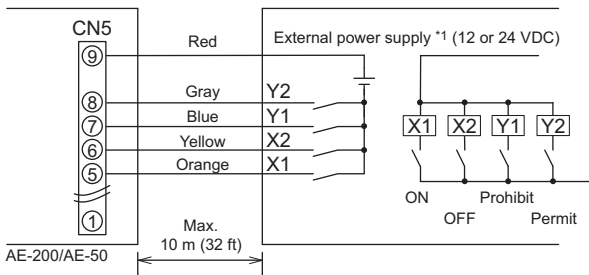 CN5
9 Red External power supply *1 (12 or 24 VDC)
8 Gray Y2
7 Blue Y1
6 Yellow X2
5 Orange X1
1
X1 X2 Y1 Y2
ON Prohibit
OFF Permit
Max.
10 m (32 ft)
AE-200/AE-50